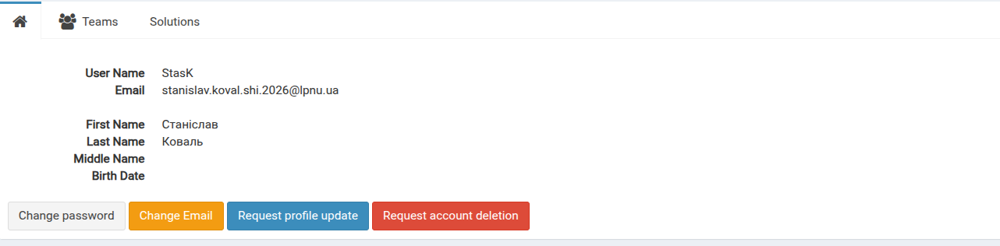 Teams Solutions
User Name StasK
Email stanislav.koval.shi.2026@lpnu.ua
First Name Станіслав
Last Name Коваль
Middle Name
Birth Date
Change password Change Email Request profile update Request account deletion